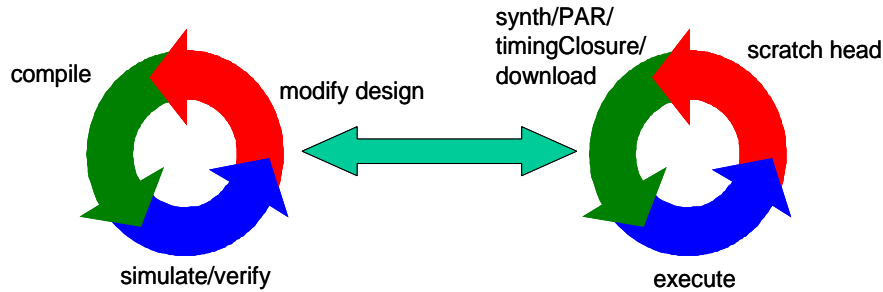 compile
modify design
simulate/verify
synth/PAR/
timingClosure/
download
scratch head
execute